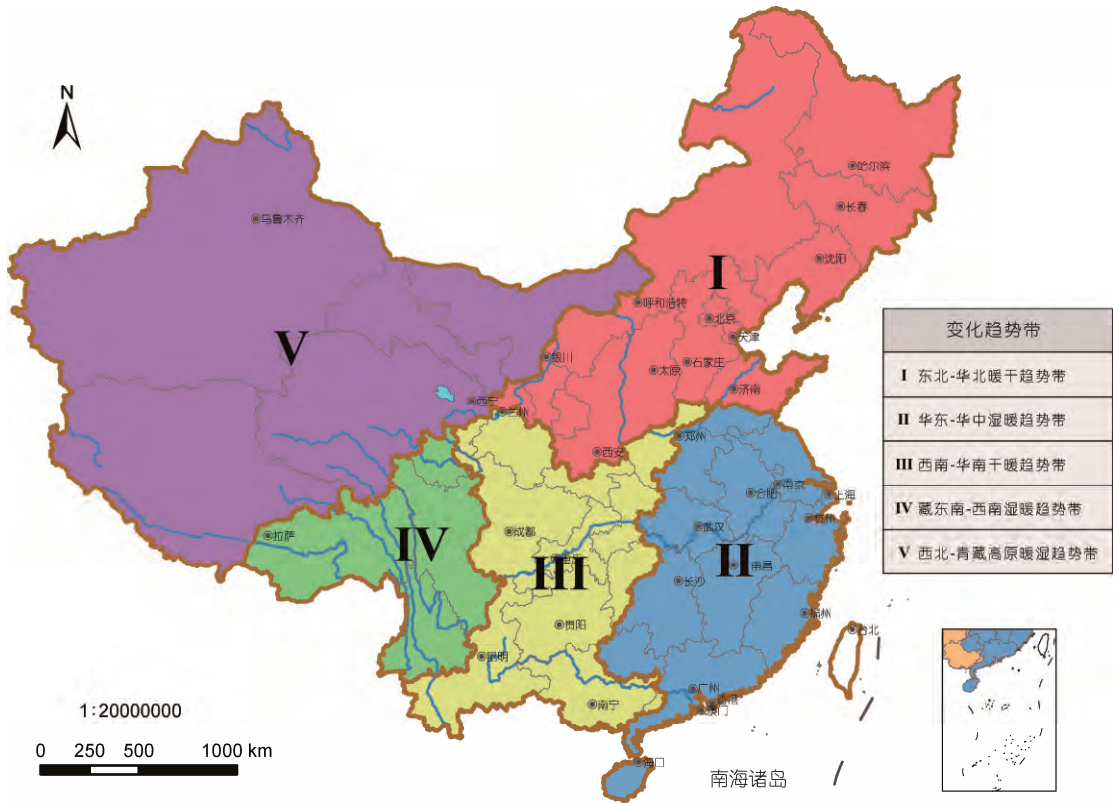 N
哈尔滨
长春
乌鲁木齐
沈阳
I
呼和浩特
北京
天津
V
银川
石家庄
太原
济南
西宁
兰州
郑州
西安
南京
合肥
上海
杭州
拉萨
成都
武汉
IV
III
II
南昌
长沙
福州
贵阳
台北
昆明
广州
南宁
海口
南海诸岛
1:20000000
0 250 500 1000 km
变化趋势带
I 东北-华北暖干趋势带
II 华东-华中湿暖趋势带
III 西南-华南干暖趋势带
IV 藏东南-西南湿暖趋势带
V 西北-青藏高原暖湿趋势带